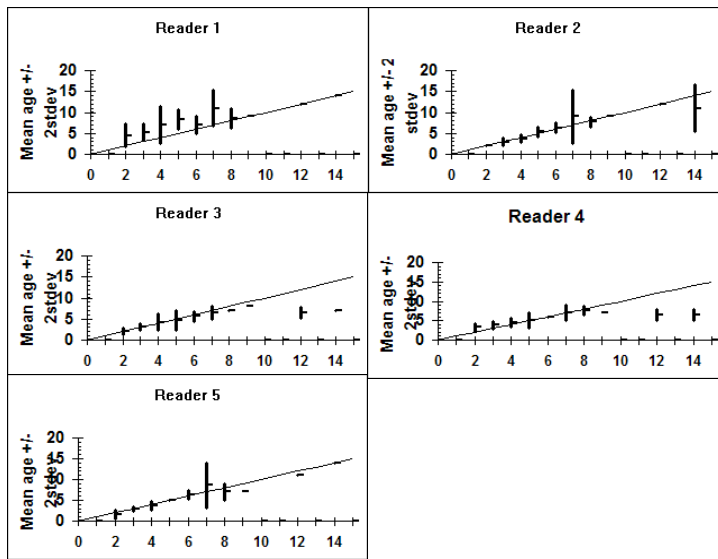 Reader 1
Mean age +/-
2stdev
20
15
10
5
0
0 2 4 6 8 10 12 14
Reader 2
Mean age +/- 2
stdev
20
15
10
5
0
0 2 4 6 8 10 12 14
Reader 3
Mean age +/-
2stdev
20
15
10
5
0
0 2 4 6 8 10 12 14
Reader 4
Mean age +/-
2stdev
20
15
10
5
0
0 2 4 6 8 10 12 14
Reader 5
Mean age +/-
2stdev
20
15
10
5
0
0 2 4 6 8 10 12 14